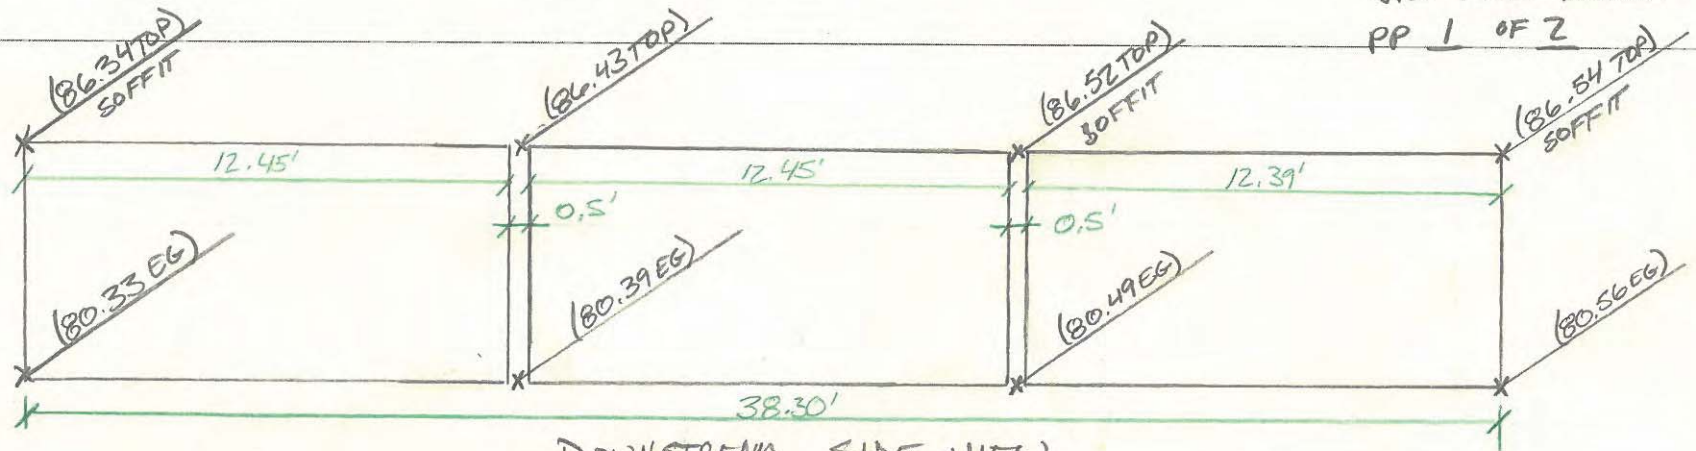 PP 1 OF 2
(86.34 TOP)
SOFFIT
(86.43 TOP)
(86.52 TOP)
SOFFIT
(86.54 TOP)
SOFFIT
12.45'
12.45'
12.39'
0.5'
0.5'
(80.33 EG)
(80.39 EG)
(80.49 EG)
(80.56 EG)
38.30'
DOWNSTREAM SIDE